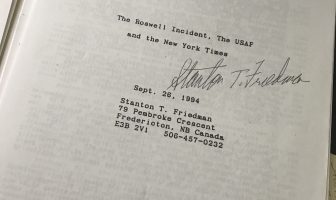 The Roswell Incident, The USAF
and the New York Times
Stanton T. Friedman
Sept. 26, 1994
Stanton T. Friedman
79 Pembroke Crescent
Fredericton, NB Canada
E3B 2V1 506-457-0232